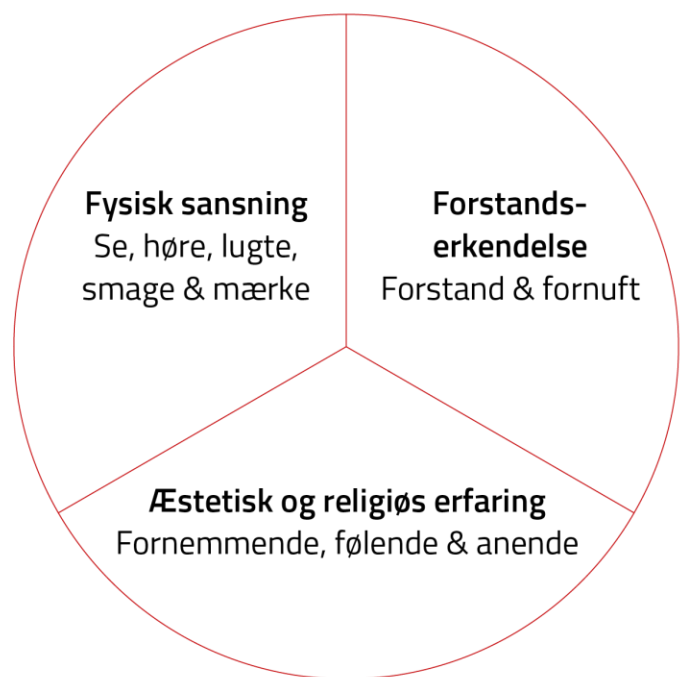 Fysisk sansning
Se, høre, lugte,
smage & mærke
Forstands-
erkendelse
Forstand & fornuft
Æstetisk og religiøs erfaring
Fornemmende, følende & anende